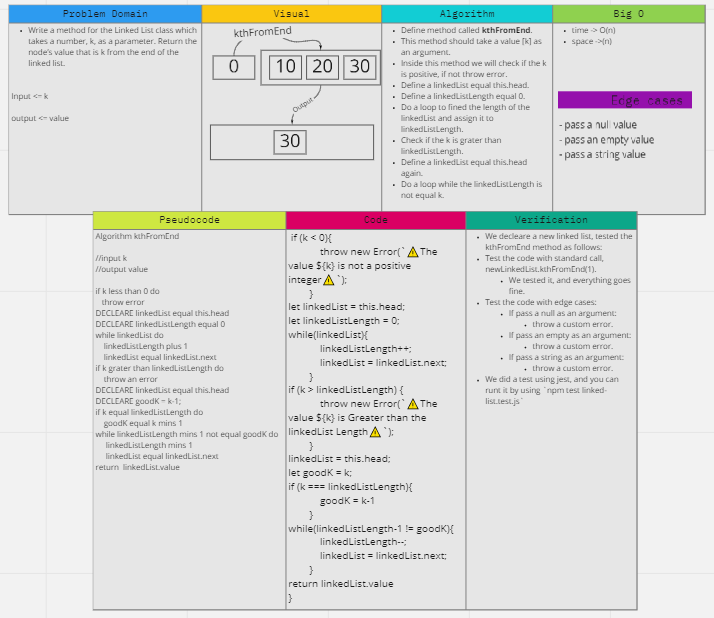 Problem Domain
• Write a method for the Linked List class which
takes a number, k, as a parameter. Return the
node's value that is k from the end of the
linked list.
Input <= k
output <= value
Visual
kthFromEnd
0
10 20 30
Output
30
Algorithm
• Define method called kthFromEnd.
• This method should take a value [k] as
an argument.
• Inside this method we will check if the k
is positive, if not throw error.
• Define a linkedList equal this.head.
• Define a linkedListLength equal 0.
• Do a loop to fined the length of the
linkedList and assign it to
linkedListLength.
• Check if the k is grater than
linkedListLength.
• Define a linkedList equal this.head
again.
• Do a loop while the linkedListLength is
not equal k.
Big O
• time -> O(n)
• space ->(n)
Edge cases
- pass a null value
- pass an empty value
- pass a string value
Pseudocode
Algorithm kthFromEnd
//input k
//output value
if k less than 0 do
throw error
DECLEARE linkedList equal this.head
DECLEARE linkedListLength equal 0
while linkedList do
linkedListLength plus 1
linkedList equal linkedList.next
if k grater than linkedListLength do
throw an error
DECLEARE linkedList equal this.head
DECLEARE goodK = k-1;
if k equal linkedListLength do
goodK equal k mins 1
while linkedListLength mins 1 not equal goodK do
linkedListLength mins 1
linkedList equal linkedList.next
return linkedList.value
Code
if (k < 0){
throw new Error(`⚠️The
value ${k} is not a positive
integer⚠️`);
}
let linkedList = this.head;
let linkedListLength = 0;
while(linkedList){
linkedListLength++;
linkedList = linkedList.next;
}
if (k > linkedListLength) {
throw new Error(`⚠️The
value ${k} is Greater than the
linkedList Length⚠️`);
}
linkedList = this.head;
let goodK = k;
if (k === linkedListLength){
goodK = k-1
}
while(linkedListLength-1 != goodK){
linkedListLength--;
linkedList = linkedList.next;
}
return linkedList.value
}
Verification
• We decleare a new linked list, tested the
kthFromEnd method as follows:
• Test the code with standard call,
newLinkedList.kthFromEnd(1).
• We tested it, and everything goes
fine.
• Test the code with edge cases:
• If pass a null as an argument:
• throw a custom error.
• If pass an empty as an argument:
• throw a custom error.
• If pass a string as an argument:
• throw a custom error.
• We did a test using jest, and you can
runt it by using `npm test linked-
list.test.js`